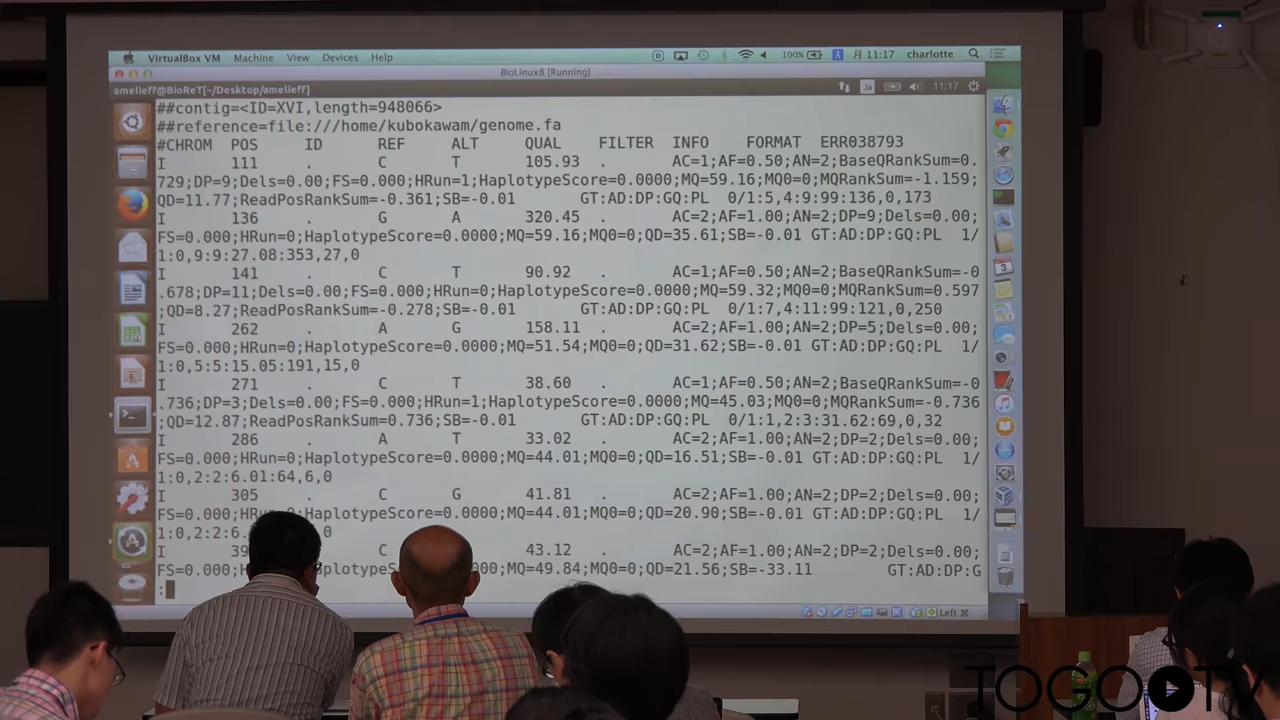 VirtualBox VM Machine View Devices Help 100% A 月 11:17 charlotte
BioLinux8 [Running]
amelieff@BioReT[~/Desktop/amelieff] Ja 11:17
##contig=<ID=XVI,length=948066>
##reference=file:///home/kubokawam/genome.fa
#CHROM POS ID REF ALT QUAL FILTER INFO FORMAT ERR038793
I 111 . C T 105.93 . AC=1;AF=0.50;AN=2;BaseQRankSum=0.
729;DP=9;Dels=0.00;FS=0.000;HRun=1;HaplotypeScore=0.0000;MQ=59.16;MQ0=0;MQRankSum=-1.159;
QD=11.77;ReadPosRankSum=-0.361;SB=-0.01 GT:AD:DP:GQ:PL 0/1:5,4:9:99:136,0,173
I 136 . G A 320.45 . AC=2;AF=1.00;AN=2;DP=9;Dels=0.00;
FS=0.000;HRun=0;HaplotypeScore=0.0000;MQ=59.16;MQ0=0;QD=35.61;SB=-0.01 GT:AD:DP:GQ:PL 1/
1:0,9:9:27.08:353,27,0
I 141 . C T 90.92 . AC=1;AF=0.50;AN=2;BaseQRankSum=-0
.678;DP=11;Dels=0.00;FS=0.000;HRun=0;HaplotypeScore=0.0000;MQ=59.32;MQ0=0;MQRankSum=0.597
;QD=8.27;ReadPosRankSum=-0.278;SB=-0.01 GT:AD:DP:GQ:PL 0/1:7,4:11:99:121,0,250
I 262 . A G 158.11 . AC=2;AF=1.00;AN=2;DP=5;Dels=0.00;
FS=0.000;HRun=0;HaplotypeScore=0.0000;MQ=51.54;MQ0=0;QD=31.62;SB=-0.01 GT:AD:DP:GQ:PL 1/
1:0,5:5:15.05:191,15,0
I 271 . C T 38.60 . AC=1;AF=0.50;AN=2;BaseQRankSum=-0
.736;DP=3;Dels=0.00;FS=0.000;HRun=1;HaplotypeScore=0.0000;MQ=45.03;MQ0=0;MQRankSum=-0.736
;QD=12.87;ReadPosRankSum=0.736;SB=-0.01 GT:AD:DP:GQ:PL 0/1:1,2:3:31.62:69,0,32
I 286 . A T 33.02 . AC=2;AF=1.00;AN=2;DP=2;Dels=0.00;
FS=0.000;HRun=0;HaplotypeScore=0.0000;MQ=44.01;MQ0=0;QD=16.51;SB=-0.01 GT:AD:DP:GQ:PL 1/
1:0,2:2:6.01:64,6,0
I 305 . C G 41.81 . AC=2;AF=1.00;AN=2;DP=2;Dels=0.00;
FS=0.000;HRun=0;HaplotypeScore=0.0000;MQ=44.01;MQ0=0;QD=20.90;SB=-0.01 GT:AD:DP:GQ:PL 1/
1:0,2:2:6. 0
I 39 C 43.12 . AC=2;AF=1.00;AN=2;DP=2;Dels=0.00;
FS=0.000; MQ=49.84;MQ0=0;QD=21.56;SB=-33.11 GT:AD:DP:G
:
Left ⌘
TOGOTV